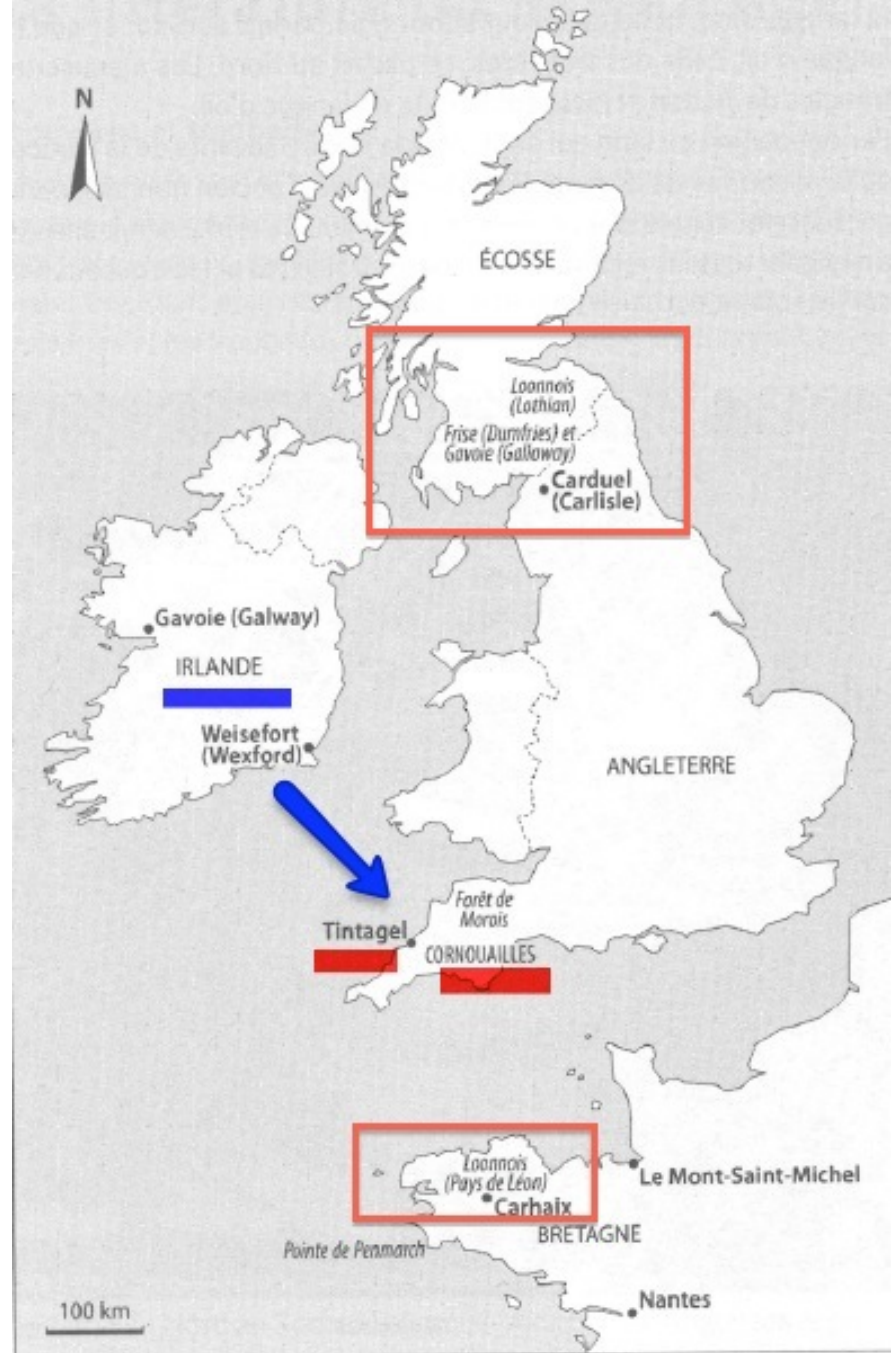 N
ÉCOSSE
Loonnois
(Lothian)
Frise (Dumfries) et
Gavoie (Galloway)
Carduel
(Carlisle)
Gavoie (Galway)
IRLANDE
Weisefort
(Wexford)
ANGLETERRE
Forêt de
Morois
Tintagel
CORNOUAILLES
Loonnois
(Pays de Léon)
Carhaix
Le Mont-Saint-Michel
BRETAGNE
Pointe de Penmarch
Nantes
100 km